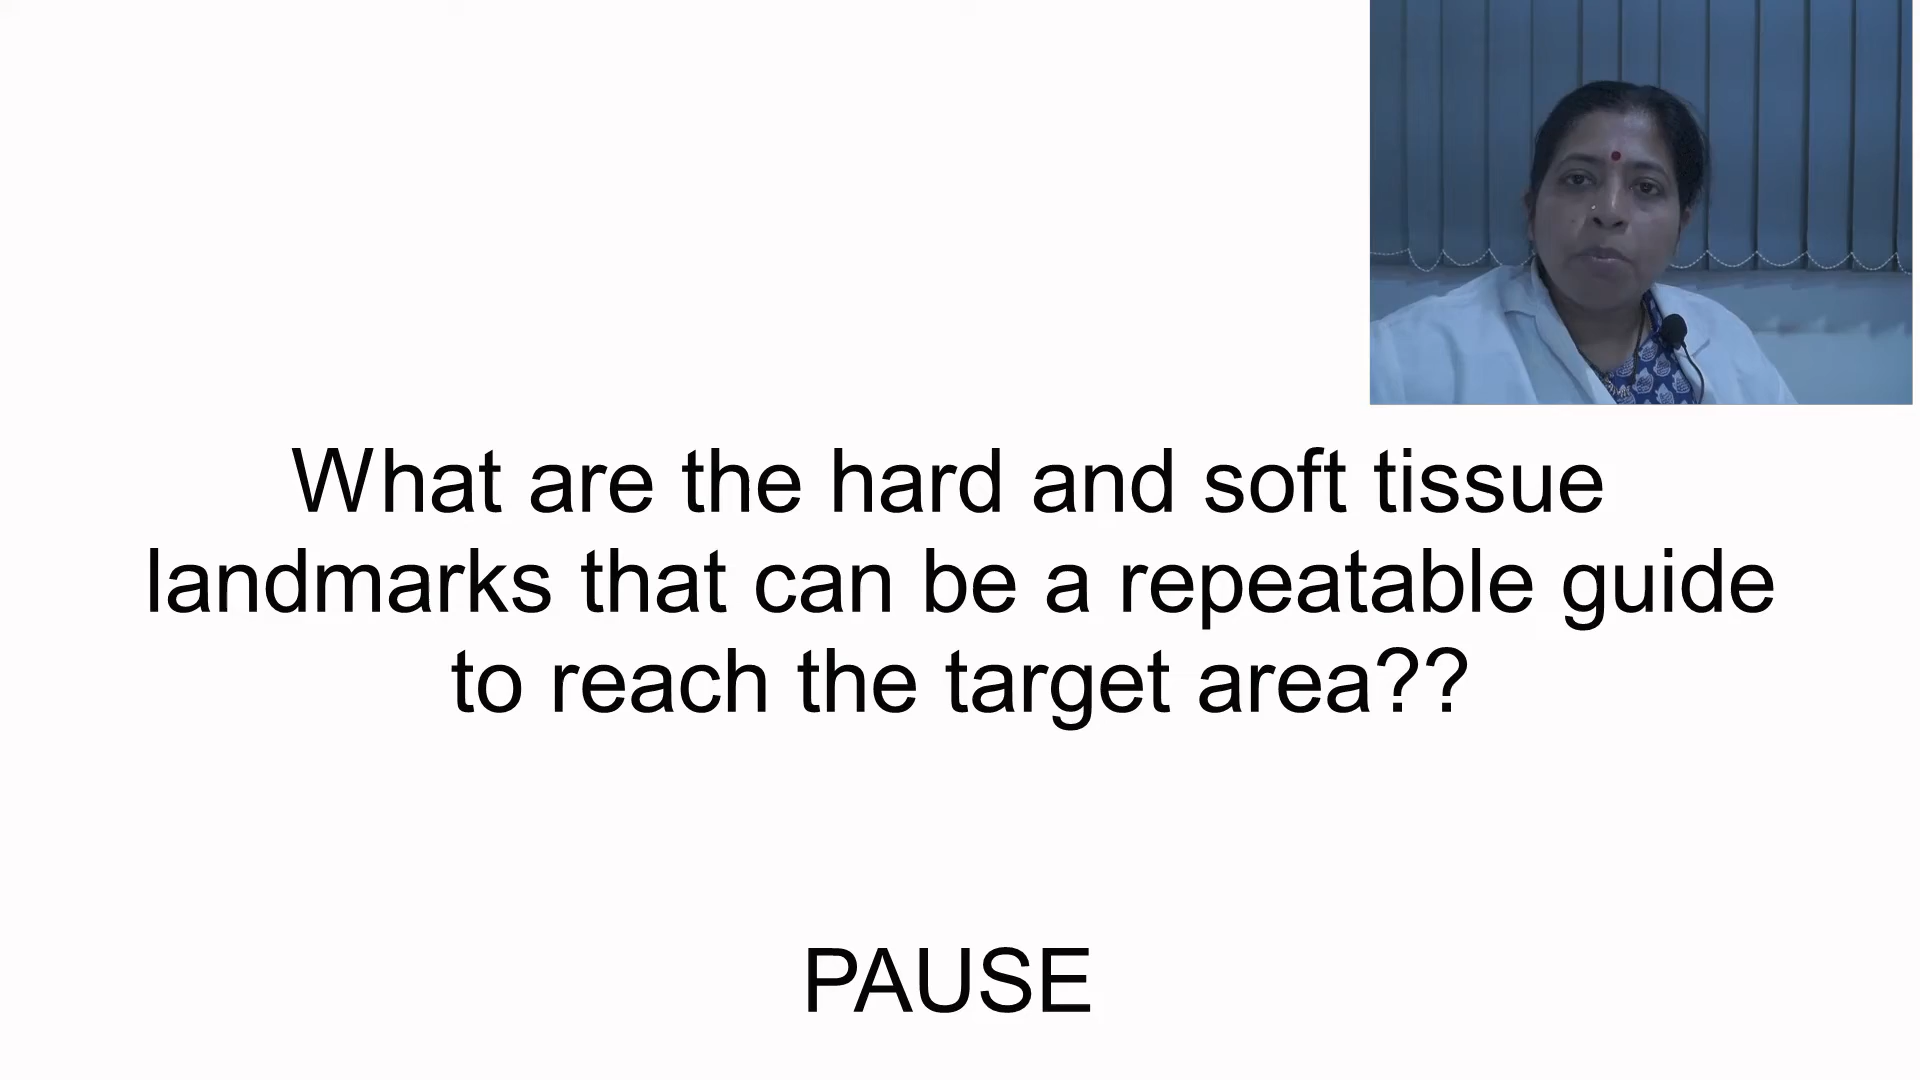 What are the hard and soft tissue
landmarks that can be a repeatable guide
to reach the target area??
PAUSE